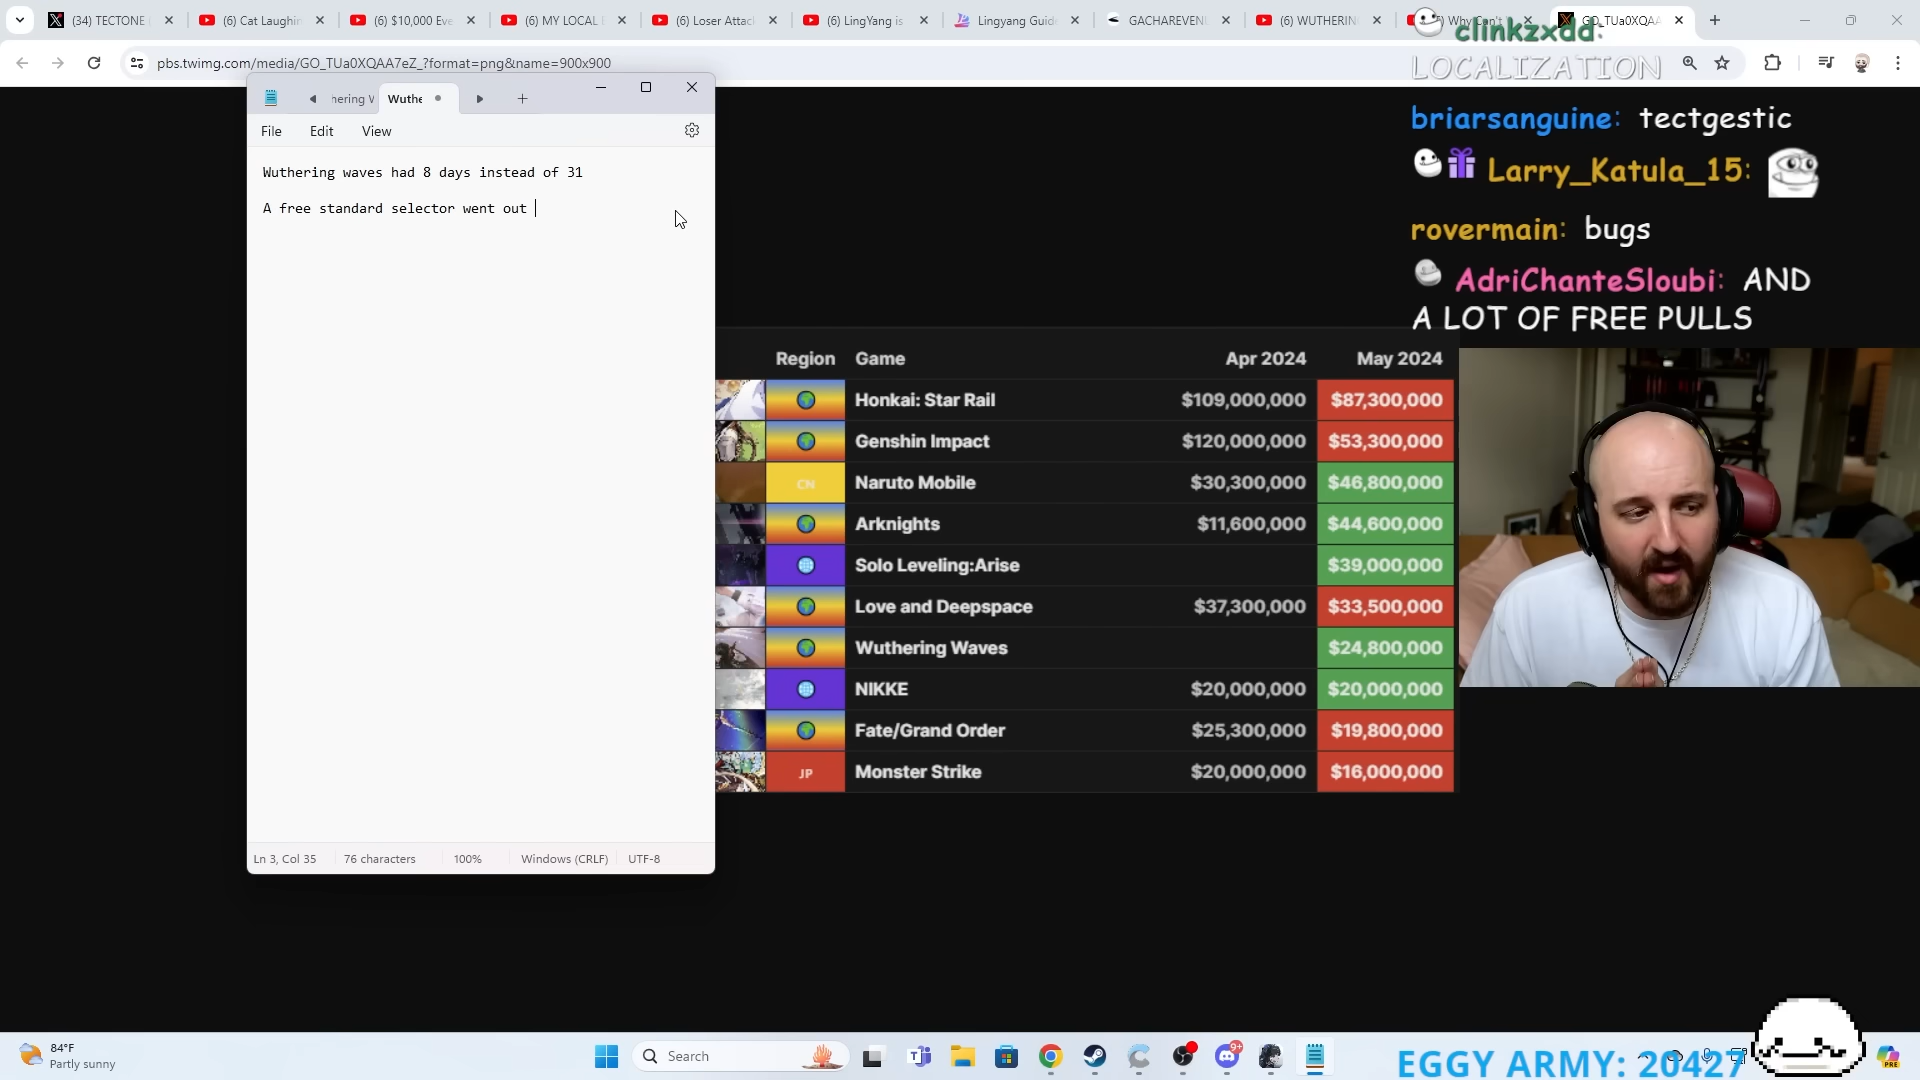 (34) TECTONE
(6) Cat Laughin
(6) $10,000 Eve
(6) MY LOCAL
(6) Loser Attack
(6) LingYang is
Lingyang Guide
GACHAREVENU
(6) WUTHERIN
Why Can't
GO_TUa0XQAA
pbs.twimg.com/media/GO_TUa0XQAA7eZ_?format=png&name=900x900
hering W
Wuthe
File Edit View
Wuthering waves had 8 days instead of 31
A free standard selector went out
Ln 3, Col 35 76 characters 100% Windows (CRLF) UTF-8
Region Game Apr 2024 May 2024
Honkai: Star Rail $109,000,000 $87,300,000
Genshin Impact $120,000,000 $53,300,000
CN Naruto Mobile $30,300,000 $46,800,000
Arknights $11,600,000 $44,600,000
Solo Leveling:Arise $39,000,000
Love and Deepspace $37,300,000 $33,500,000
Wuthering Waves $24,800,000
NIKKE $20,000,000 $20,000,000
Fate/Grand Order $25,300,000 $19,800,000
JP Monster Strike $20,000,000 $16,000,000
clinkzxdd:
LOCALIZATION
briarsanguine: tectgestic
Larry_Katula_15:
rovermain: bugs
AdriChanteSloubi: AND
A LOT OF FREE PULLS
84°F
Partly sunny
Search
9+
EGGY ARMY: 20427
PRE